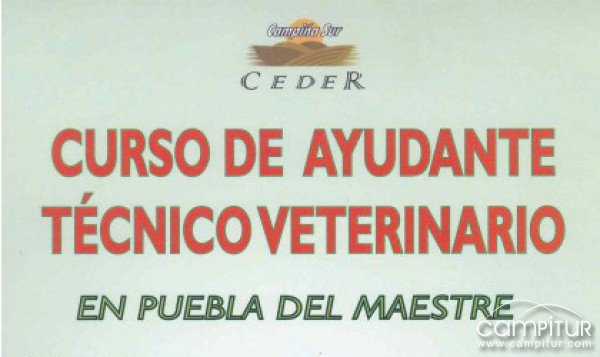 Campiña Sur
CEDER
CURSO DE AYUDANTE
TÉCNICO VETERINARIO
EN PUEBLA DEL MAESTRE
CAMPITUR
www.campitur.com